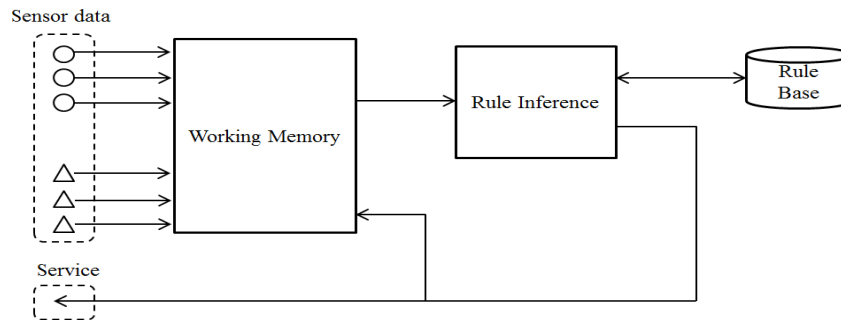 Sensor data
Working Memory
Rule Inference
Rule
Base
Service